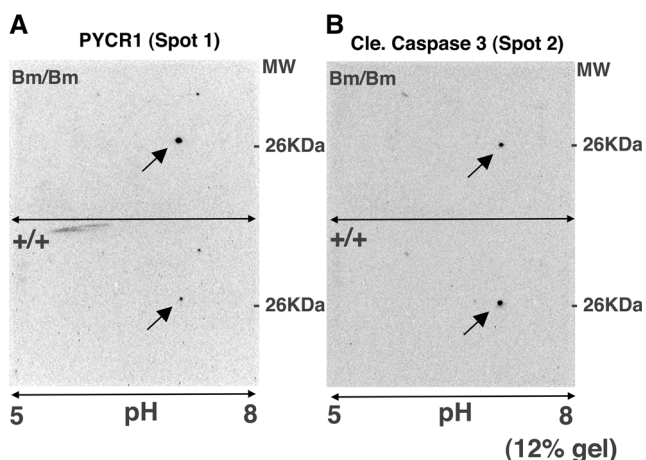 A
PYCR1 (Spot 1)
Bm/Bm
MW
- 26KDa
+/+
- 26KDa
5 pH 8
B
Cle. Caspase 3 (Spot 2)
Bm/Bm
MW
- 26KDa
+/+
- 26KDa
5 pH 8
(12% gel)